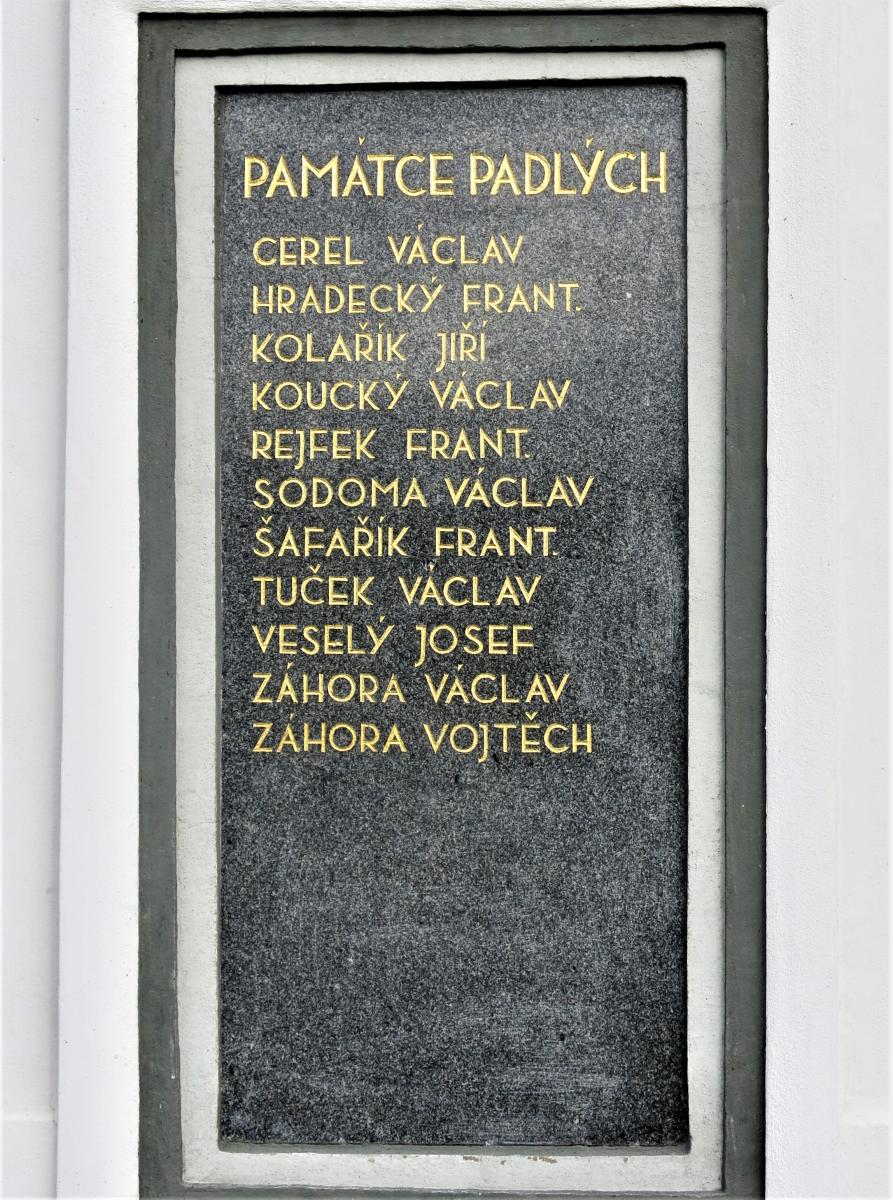 PAMÁTCE PADLÝCH
CEREL VÁCLAV
HRADECKÝ FRANT.
KOLAŘÍK JIŘÍ
KOUCKÝ VÁCLAV
REJFEK FRANT.
SODOMA VÁCLAV
ŠAFAŘÍK FRANT.
TUČEK VÁCLAV
VESELÝ JOSEF
ZÁHORA VÁCLAV
ZÁHORA VOJTĚCH